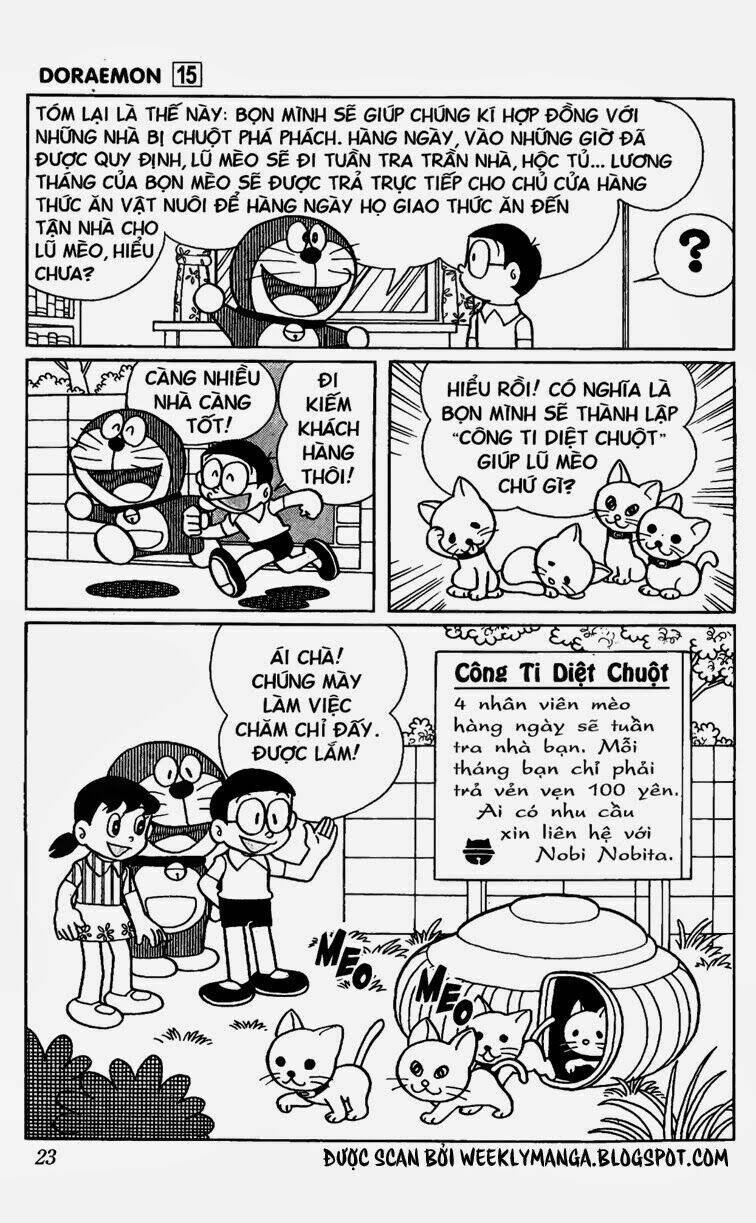 DORAEMON 15
TÓM LẠI LÀ THẾ NÀY: BỌN MÌNH SẼ GIÚP CHÚNG KÍ HỢP ĐỒNG VỚI
NHỮNG NHÀ BỊ CHUỘT PHÁ PHÁCH. HÀNG NGÀY, VÀO NHỮNG GIỜ ĐÃ
ĐƯỢC QUY ĐỊNH, LŨ MÈO SẼ ĐI TUẦN TRA TRẦN NHÀ, HỘC TỦ... LƯƠNG
THÁNG CỦA BỌN MÈO SẼ ĐƯỢC TRẢ TRỰC TIẾP CHO CHỦ CỬA HÀNG
THỨC ĂN VẬT NUÔI ĐỂ HÀNG NGÀY HỌ GIAO THỨC ĂN ĐẾN
TẬN NHÀ CHO
LŨ MÈO, HIỂU
CHƯA?
?
HIỂU RỒI! CÓ NGHĨA LÀ
BỌN MÌNH SẼ THÀNH LẬP
“CÔNG TI DIỆT CHUỘT”
GIÚP LŨ MÈO
CHỨ GÌ?
ĐI
KIẾM
KHÁCH
HÀNG
THÔI!
CÀNG NHIỀU
NHÀ CÀNG
TỐT!
Công Ti Diệt Chuột
4 nhân viên mèo
hàng ngày sẽ tuần
tra nhà bạn. Mỗi
tháng bạn chỉ phải
trả vẻn vẹn 100 yên.
Ai có nhu cầu
xin liên hệ với
Nobi Nobita.
ÁI CHÀ!
CHÚNG MÀY
LÀM VIỆC
CHĂM CHỈ ĐẤY.
ĐƯỢC LẮM!
MEO
MEO
23
ĐƯỢC SCAN BỞI WEEKLYMANGA.BLOGSPOT.COM